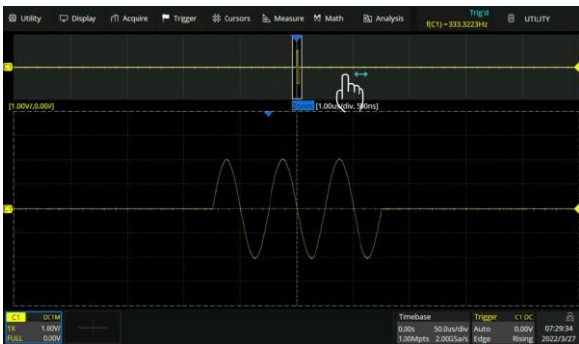 Utility Display Acquire Trigger Cursors Measure Math Analysis
Trig'd
f(C1)=333.3223Hz
UTILITY
C1
[1.00V/,0.00V]
Zoom [1.00us/div, 500ns]
C1
C1 DC1M
1X 1.00V/
FULL 0.00V
Timebase
0.00s 50.0us/div
1.00Mpts 2.00GSa/s
Trigger C1 DC
Auto 0.00V
Edge Rising
07:29:34
2022/3/27